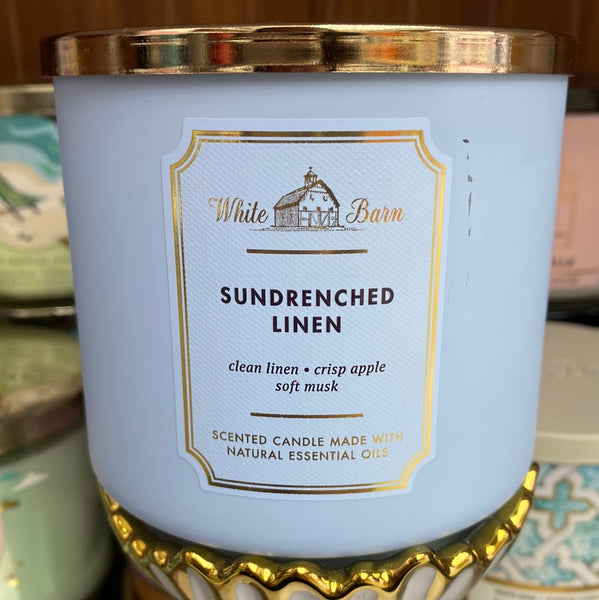 White Barn
SUNDRENCHED
LINEN
clean linen • crisp apple
soft musk
SCENTED CANDLE MADE WITH
NATURAL ESSENTIAL OILS